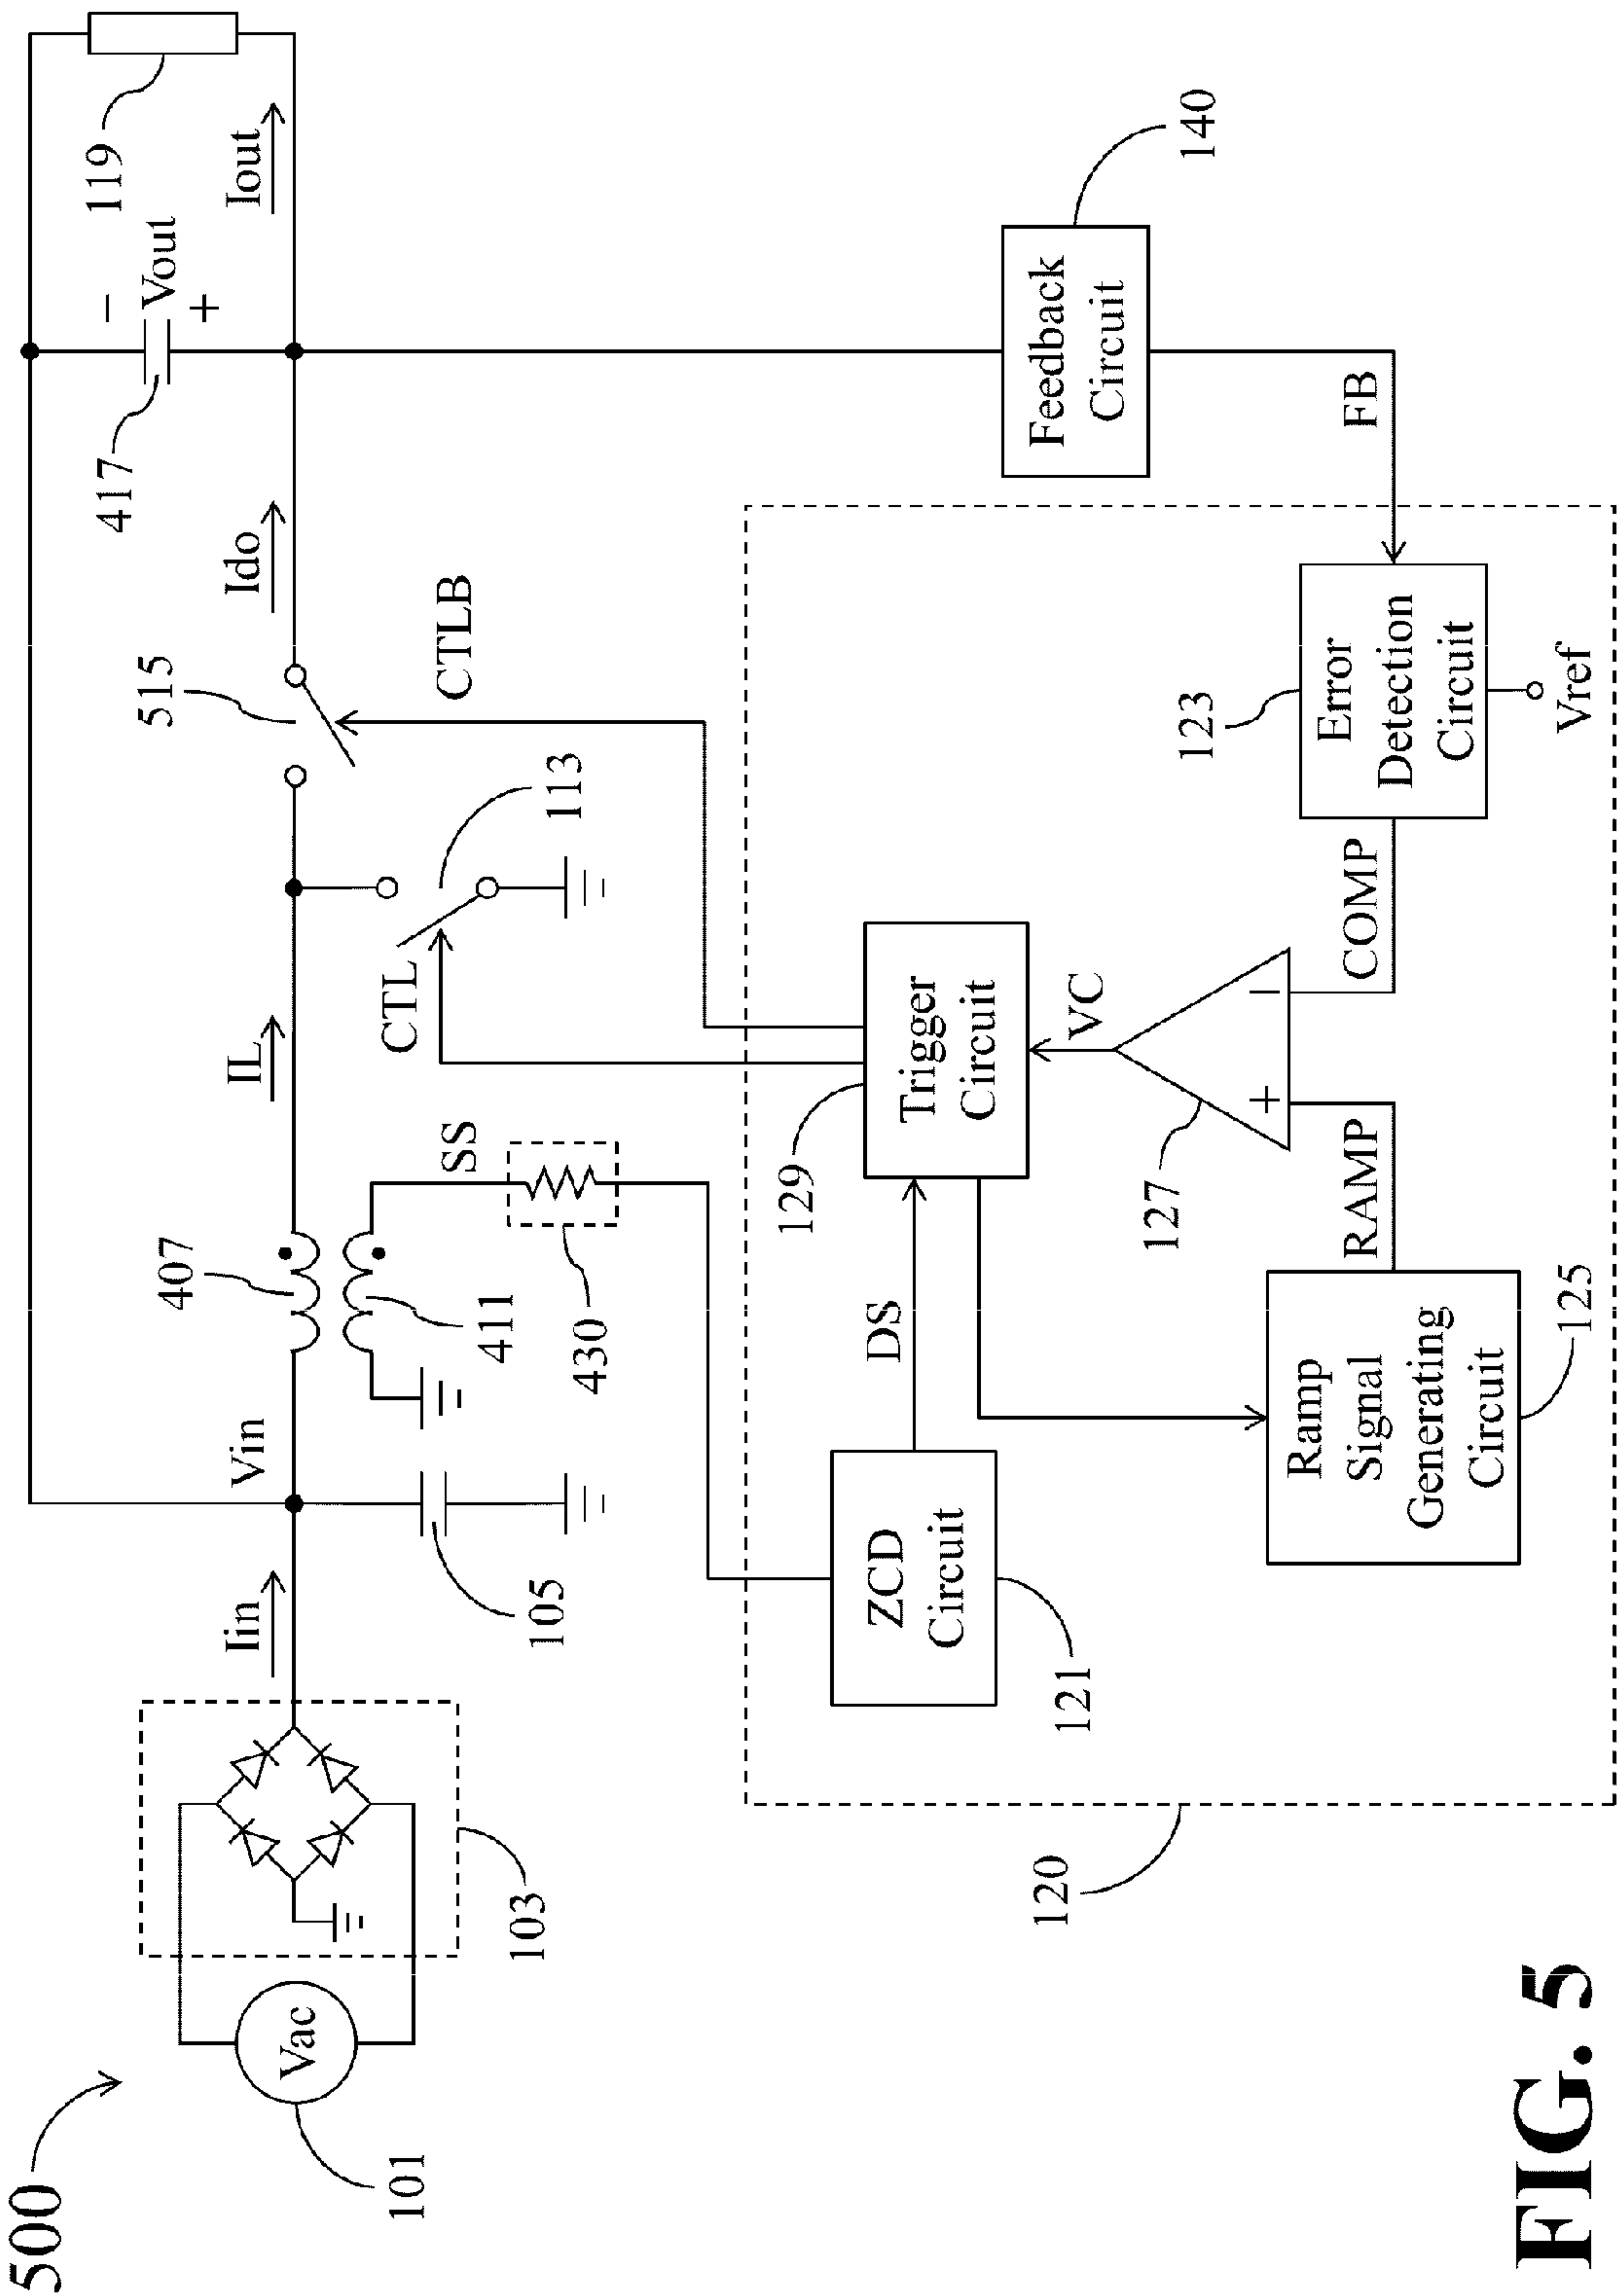 500
Vac
101
103
Iin
Vin
105
407
411
IL
SS
430
CTL
113
515
CTLB
Ido
417
−
Vout
+
Iout
119
120
ZCD
Circuit
121
DS
129
Trigger
Circuit
VC
127
+
−
Ramp
Signal
Generating
Circuit
125
RAMP
COMP
123
Error
Detection
Circuit
Vref
FB
Feedback
Circuit
140
FIG. 5